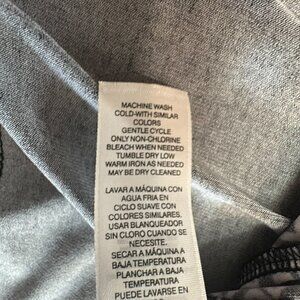 MACHINE WASH
COLD-WITH SIMILAR
COLORS
GENTLE CYCLE
ONLY NON-CHLORINE
BLEACH WHEN NEEDED
TUMBLE DRY LOW
WARM IRON AS NEEDED
MAY BE DRY CLEANED
LAVAR A MÁQUINA CON
AGUA FRIA EN
CICLO SUAVE CON
COLORES SIMILARES.
USAR BLANQUEADOR
SIN CLORO CUANDO SE
NECESITE.
SECAR A MÁQUINA A
BAJA TEMPERATURA
PLANCHAR A BAJA
TEMPERATURA
PUEDE LAVARSE EN